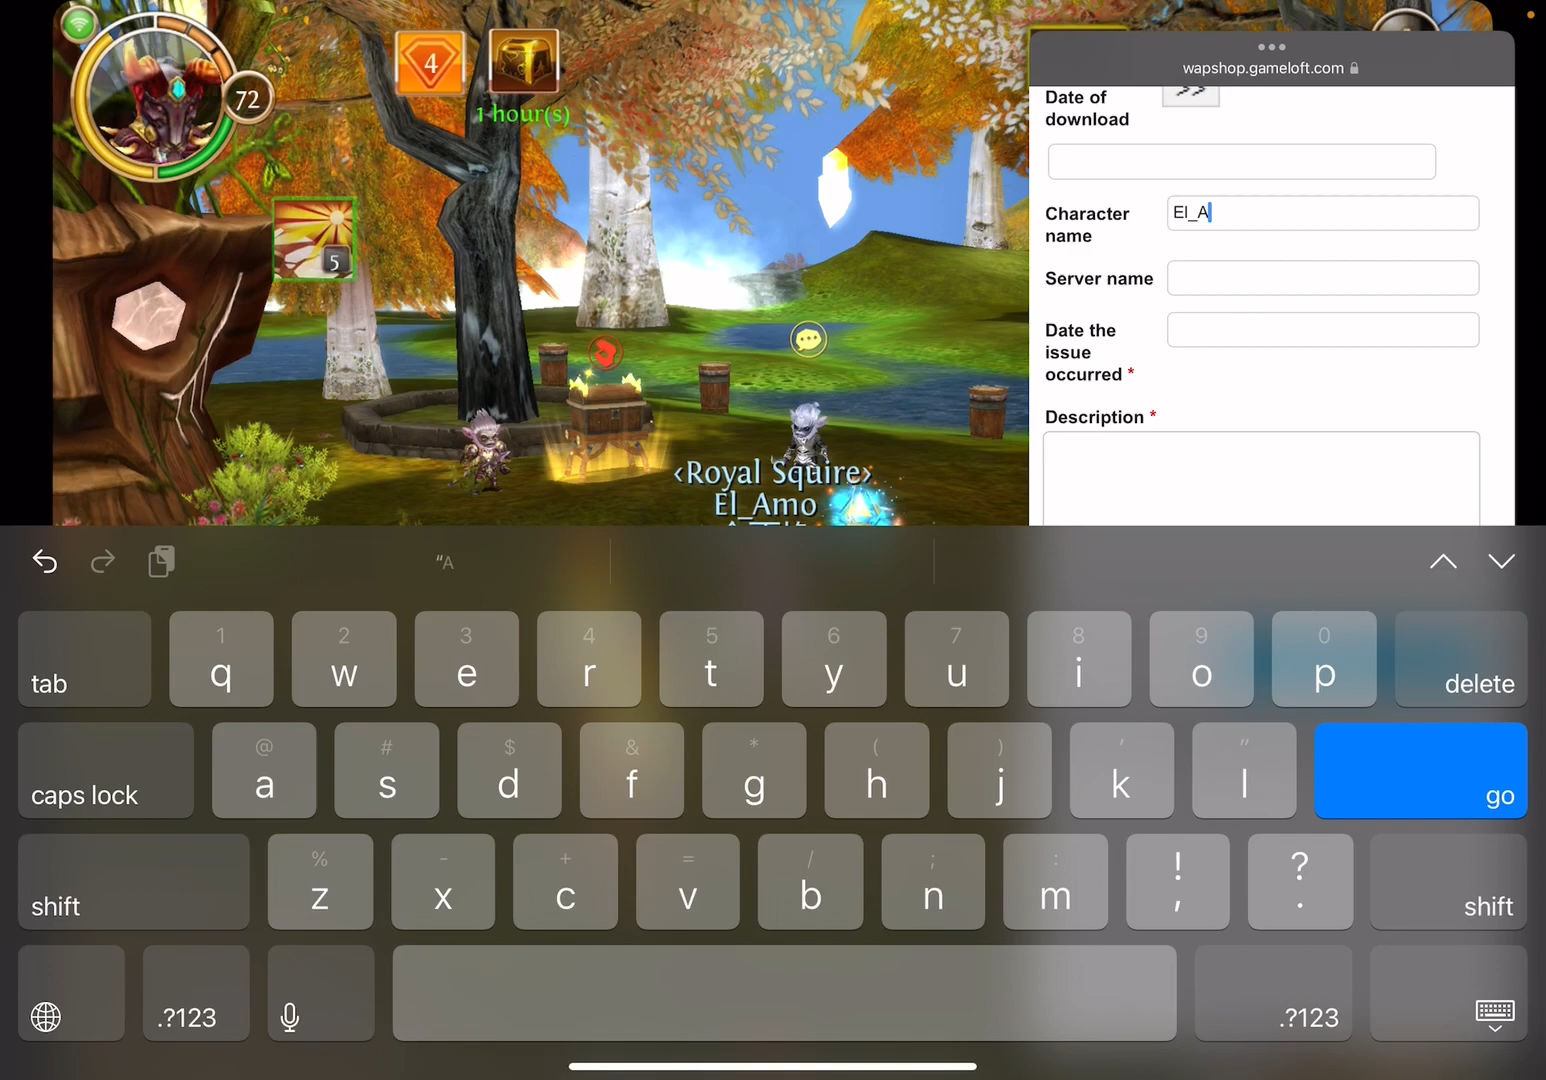 72
4
1 hour(s)
5
<Royal Squire>
El_Amo
wapshop.gameloft.com
Date of
download
Character
name
El_A
Server name
Date the
issue
occurred *
Description *
“A
1 2 3 4 5 6 7 8 9 0
tab q w e r t y u i o p delete
@ # $ & * ( ) ' "
caps lock a s d f g h j k l go
% - + = / ; : ! ?
shift z x c v b n m , . shift
.?123 .?123